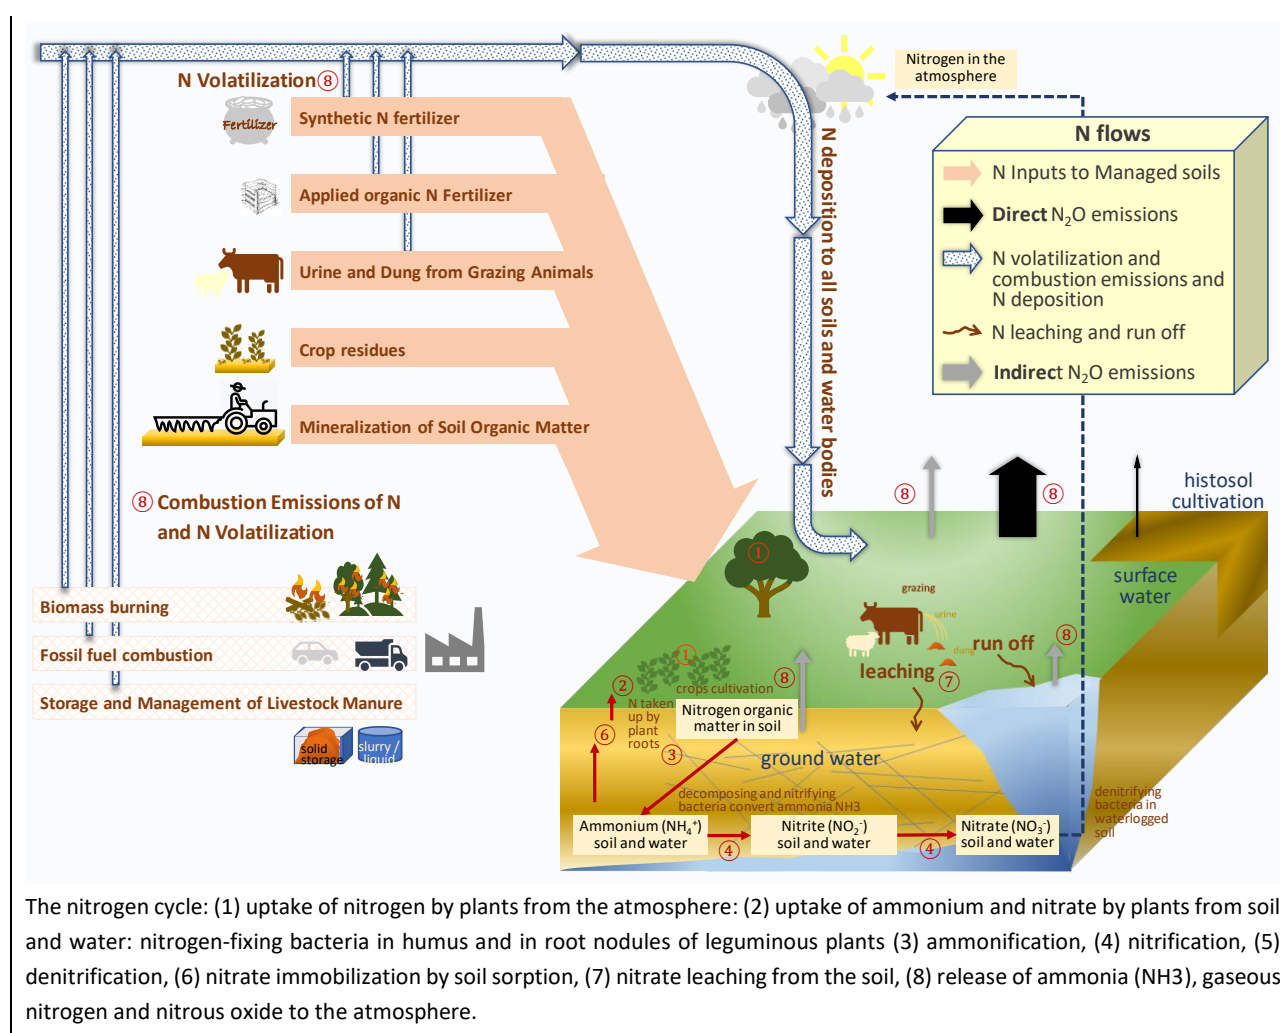 N Volatilization ⑧
Fertilizer
Synthetic N fertilizer
Applied organic N Fertilizer
Urine and Dung from Grazing Animals
Crop residues
Mineralization of Soil Organic Matter
⑧ Combustion Emissions of N
and N Volatilization
Biomass burning
Fossil fuel combustion
Storage and Management of Livestock Manure
solid
storage
slurry /
liquid
N deposition to all soils and water bodies
Nitrogen in the
atmosphere
N flows
N Inputs to Managed soils
Direct N₂O emissions
N volatilization and
combustion emissions and
N deposition
N leaching and run off
Indirect N₂O emissions
⑧
⑧
histosol
cultivation
surface
water
①
grazing
urine
dung
run off
⑧
leaching ⑦
①
②
crops cultivation
⑧
N taken
up by
plant
roots
⑥
Nitrogen organic
matter in soil
③
ground water
decomposing and nitrifying
bacteria convert ammonia NH3
denitrifying
bacteria in
waterlogged
soil
Ammonium (NH₄⁺)
soil and water
④
Nitrite (NO₂⁻)
soil and water
④
Nitrate (NO₃⁻)
soil and water
The nitrogen cycle: (1) uptake of nitrogen by plants from the atmosphere: (2) uptake of ammonium and nitrate by plants from soil
and water: nitrogen-fixing bacteria in humus and in root nodules of leguminous plants (3) ammonification, (4) nitrification, (5)
denitrification, (6) nitrate immobilization by soil sorption, (7) nitrate leaching from the soil, (8) release of ammonia (NH3), gaseous
nitrogen and nitrous oxide to the atmosphere.